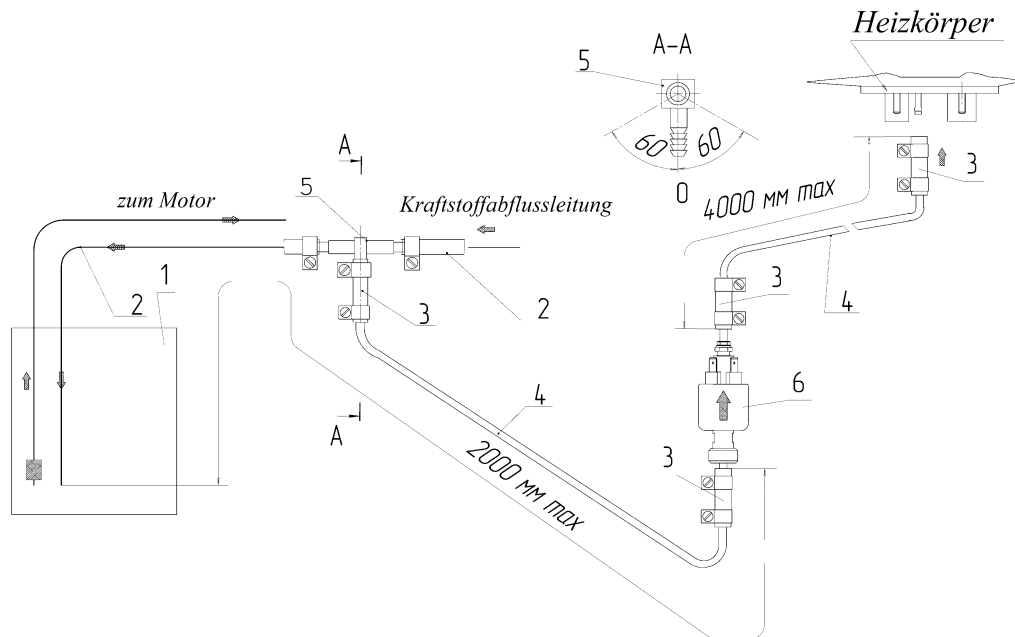 Heizkörper
А-А
5
60
60
0
4000 мм max
3
A
zum Motor
5
Kraftstoffabflussleitung
1
2
3
2
3
4
6
A
4
2000 мм max
3